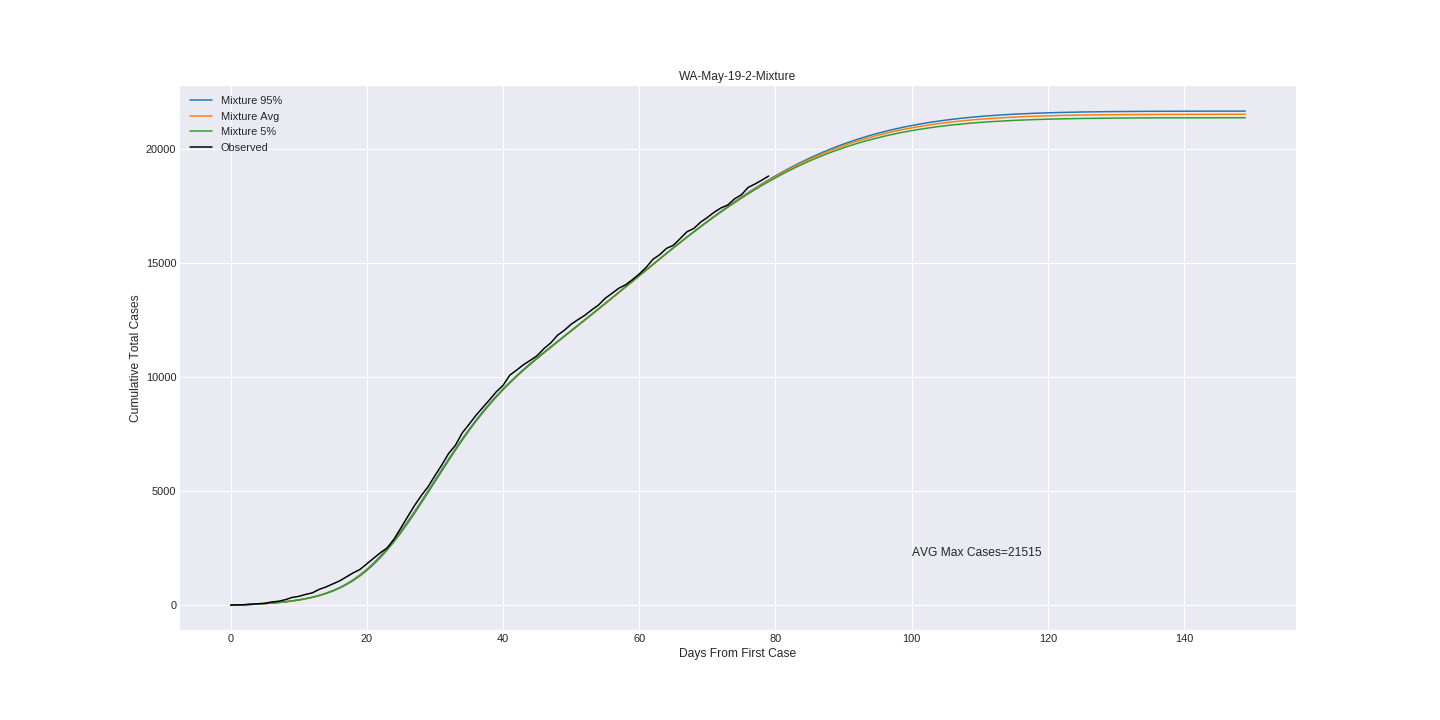 WA-May-19-2-Mixture
Mixture 95%
Mixture Avg
Mixture 5%
Observed
20000
15000
10000
5000
0
Cumulative Total Cases
AVG Max Cases=21515
0 20 40 60 80 100 120 140
Days From First Case